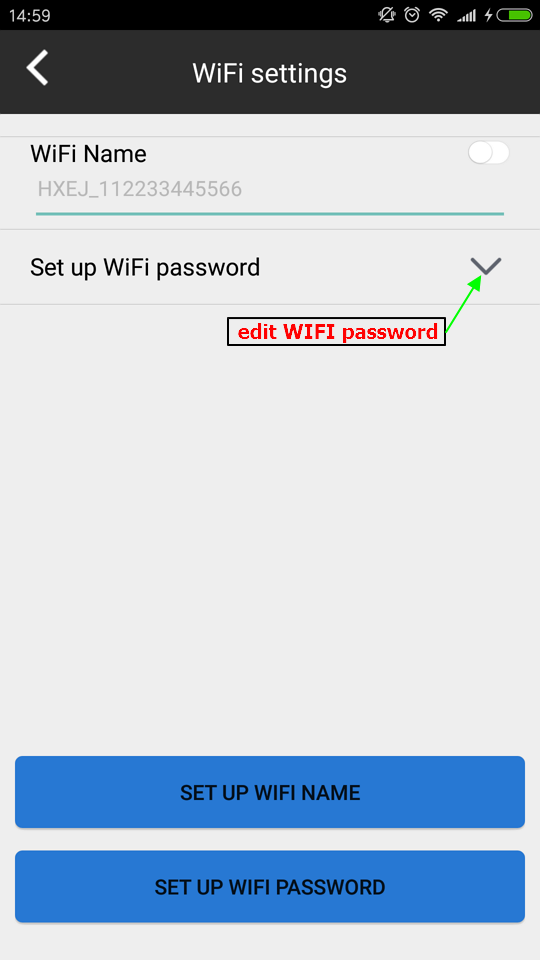 14:59
WiFi settings
WiFi Name
HXEJ_112233445566
Set up WiFi password
edit WIFI password
SET UP WIFI NAME
SET UP WIFI PASSWORD